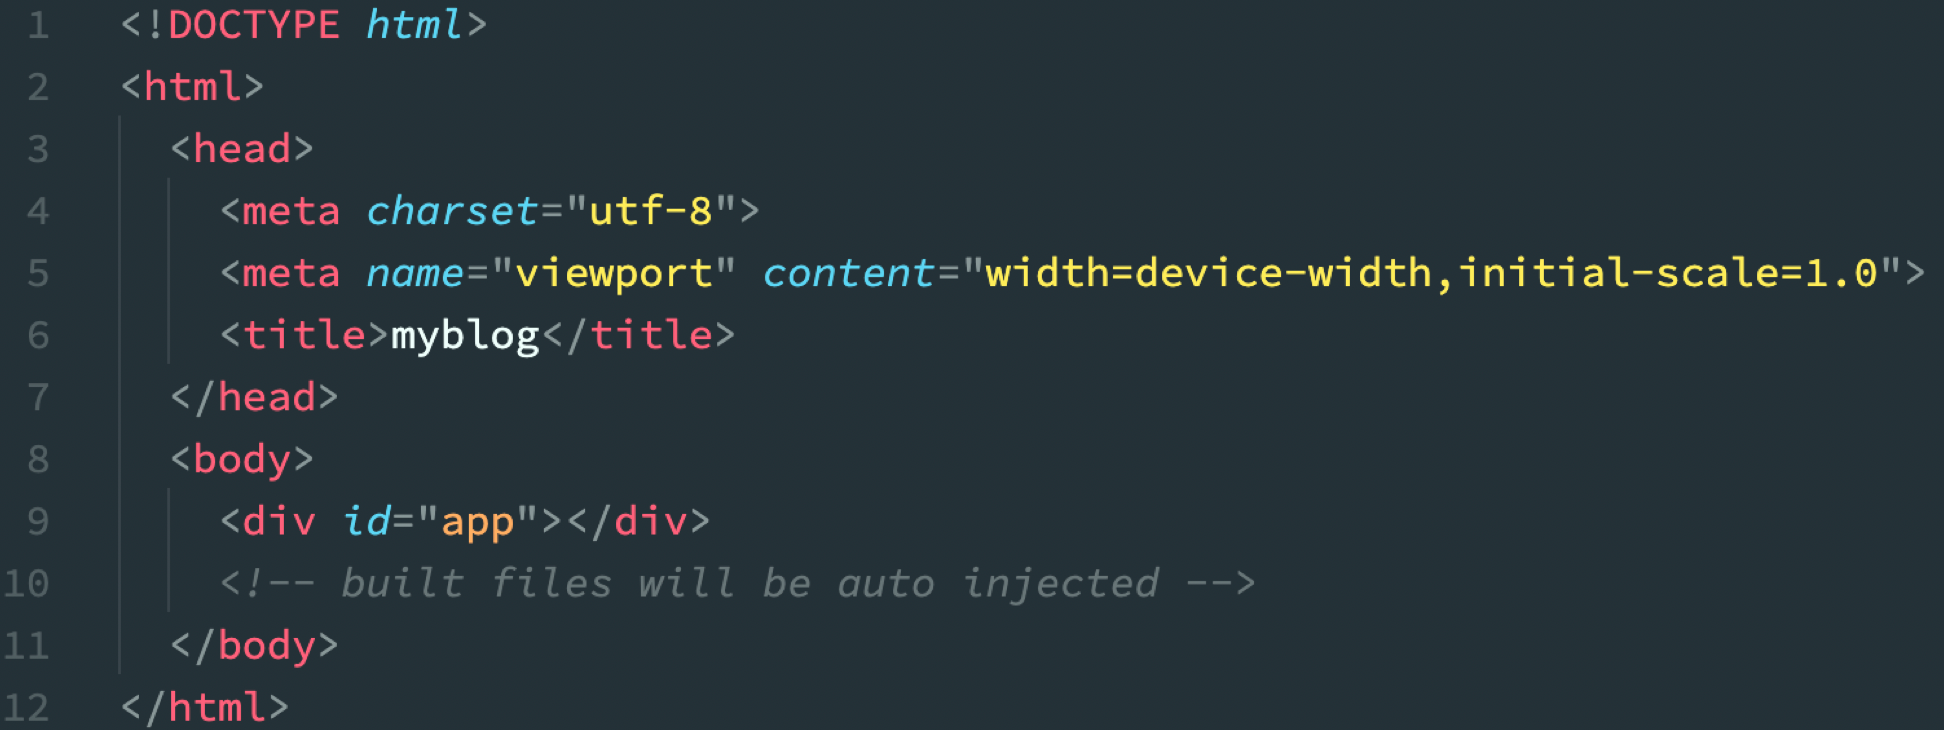 1 <!DOCTYPE html>
2 <html>
3   <head>
4     <meta charset="utf-8">
5     <meta name="viewport" content="width=device-width,initial-scale=1.0">
6     <title>myblog</title>
7   </head>
8   <body>
9     <div id="app"></div>
10     <!-- built files will be auto injected -->
11   </body>
12 </html>